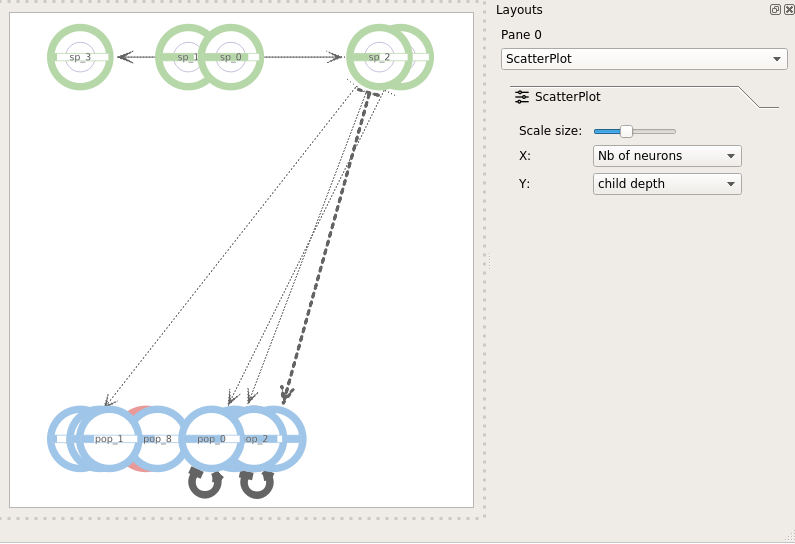 Layouts
Pane 0
ScatterPlot
ScatterPlot
Scale size:
X: Nb of neurons
Y: child depth
sp_3 sp_1 sp_0 sp_2
pop_1 pop_8 pop_0 op_2